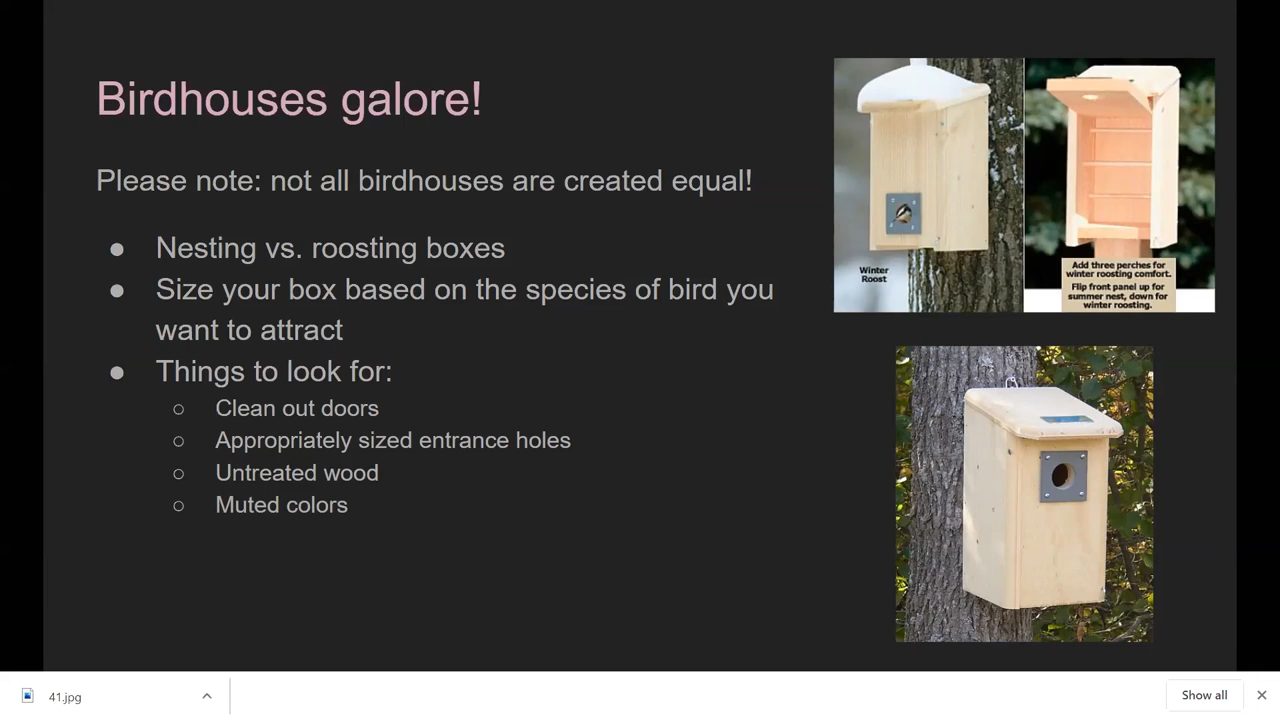 Birdhouses galore!
Please note: not all birdhouses are created equal!
● Nesting vs. roosting boxes
● Size your box based on the species of bird you
want to attract
● Things to look for:
○ Clean out doors
○ Appropriately sized entrance holes
○ Untreated wood
○ Muted colors
Winter
Roost
Add three perches for
winter roosting comfort.
Flip front panel up for
summer nest, down for
winter roosting.
41.jpg
Show all